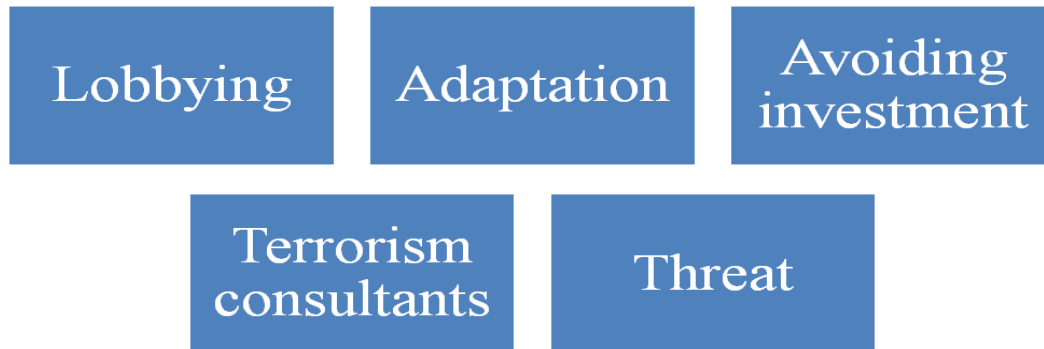 Lobbying
Adaptation
Avoiding
investment
Terrorism
consultants
Threat